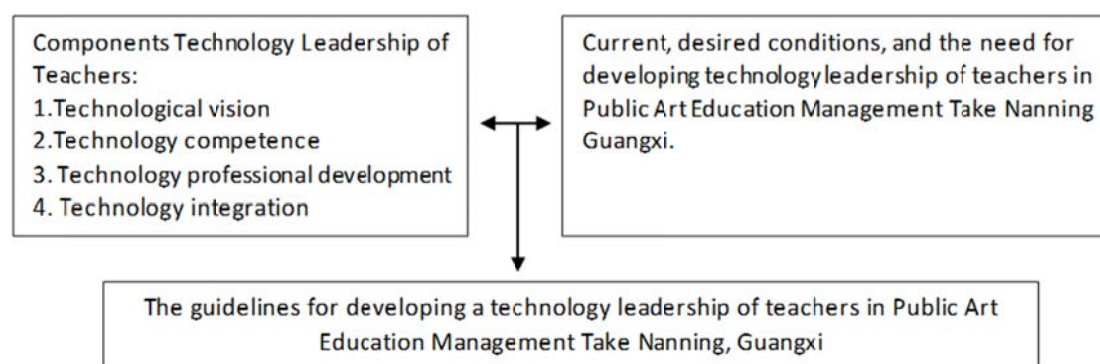 Components Technology Leadership of
Teachers:
1.Technological vision
2.Technology competence
3. Technology professional development
4. Technology integration
Current, desired conditions, and the need for
developing technology leadership of teachers in
Public Art Education Management Take Nanning
Guangxi.
The guidelines for developing a technology leadership of teachers in Public Art
Education Management Take Nanning, Guangxi